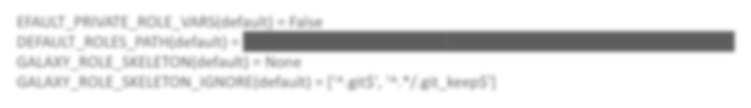 EFAULT_PRIVATE_ROLE_VARS(default) = False
DEFAULT_ROLES_PATH(default) =
GALAXY_ROLE_SKELETON(default) = None
GALAXY_ROLE_SKELETON_IGNORE(default) = ['^.git$', '^.*/.git_keep$']